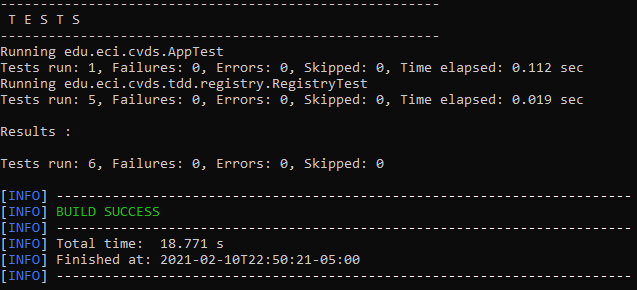 -------------------------------------------------------
 T E S T S
-------------------------------------------------------
Running edu.eci.cvds.AppTest
Tests run: 1, Failures: 0, Errors: 0, Skipped: 0, Time elapsed: 0.112 sec
Running edu.eci.cvds.tdd.registry.RegistryTest
Tests run: 5, Failures: 0, Errors: 0, Skipped: 0, Time elapsed: 0.019 sec

Results :

Tests run: 6, Failures: 0, Errors: 0, Skipped: 0

[INFO] ------------------------------------------------------------------------
[INFO] BUILD SUCCESS
[INFO] ------------------------------------------------------------------------
[INFO] Total time:  18.771 s
[INFO] Finished at: 2021-02-10T22:50:21-05:00
[INFO] ------------------------------------------------------------------------